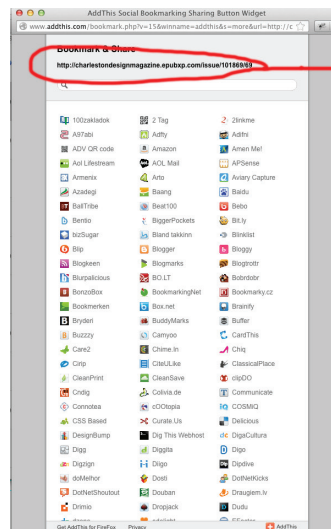 AddThis Social Bookmarking Sharing Button Widget
www.addthis.com/bookmark.php?v=15&winname=addthis&s=more&url=http://c
Bookmark & Share
http://charlestondesignmagazine.epubxp.com/issue/101869/69
100zakladok 2 Tag 2linkme
A97abi Adfty Adifni
ADV QR code Amazon Amen Me!
Aol Lifestream AOL Mail APSense
Armenix Arto Aviary Capture
Azadegi Baang Baidu
BallTribe Beat100 Bebo
Bentio BiggerPockets Bit.ly
bizSugar Bland takkinn Blinklist
Blip Blogger Bloggy
Blogkeen Blogmarks Blogtrottr
Blurpalicious BO.LT Bobrdobr
BonzoBox BookmarkingNet Bookmarky.cz
Bookmerken Box.net Brainify
Bryderi BuddyMarks Buffer
Buzzzy Camyoo CardThis
Care2 Chime.In Chiq
Cirip CiteULike ClassicalPlace
CleanPrint CleanSave clipDO
Cndig Colivia.de Communicate
Connotea cOOtopia COSMiQ
CSS Based Curate.Us Delicious
DesignBump Dig This Webhost DigaCultura
Digg Diggita Digo
Digzign Diigo Dipdive
doMelhor Dosti DotNetKicks
DotNetShoutout Douban Draugiem.lv
Drimio Dropjack Dudu
Get AddThis for FireFox Privacy AddThis